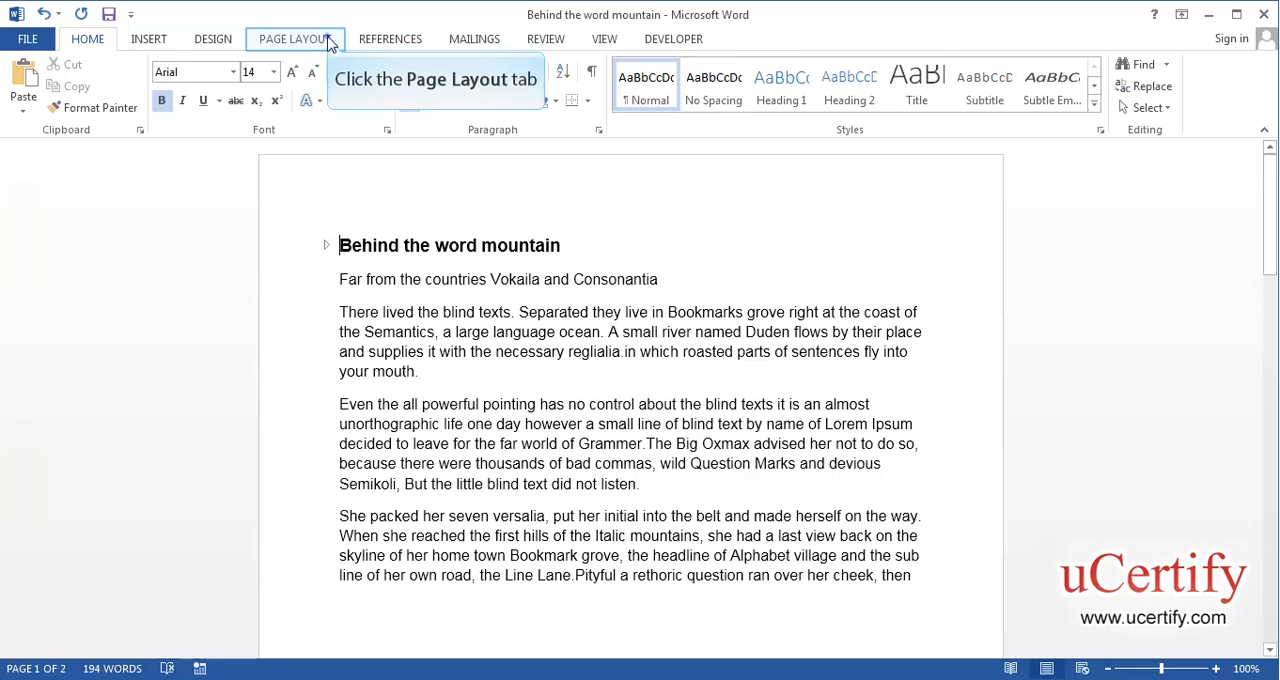 Behind the word mountain - Microsoft Word
FILE HOME INSERT DESIGN PAGE LAYOUT REFERENCES MAILINGS REVIEW VIEW DEVELOPER Sign in
Click the Page Layout tab
Paste
Cut
Copy
Format Painter
Clipboard
Arial 14
B I U abc X₂ X²
Font
Paragraph
AaBbCcDc AaBbCcDc AaBbCc AaBbCcC AaBl AaBbCcD AaBbCc
¶ Normal No Spacing Heading 1 Heading 2 Title Subtitle Subtle Em...
Styles
Find
Replace
Select
Editing
Behind the word mountain
Far from the countries Vokaila and Consonantia
There lived the blind texts. Separated they live in Bookmarks grove right at the coast of
the Semantics, a large language ocean. A small river named Duden flows by their place
and supplies it with the necessary reglialia.in which roasted parts of sentences fly into
your mouth.
Even the all powerful pointing has no control about the blind texts it is an almost
unorthographic life one day however a small line of blind text by name of Lorem Ipsum
decided to leave for the far world of Grammer.The Big Oxmax advised her not to do so,
because there were thousands of bad commas, wild Question Marks and devious
Semikoli, But the little blind text did not listen.
She packed her seven versalia, put her initial into the belt and made herself on the way.
When she reached the first hills of the Italic mountains, she had a last view back on the
skyline of her home town Bookmark grove, the headline of Alphabet village and the sub
line of her own road, the Line Lane.Pityful a rethoric question ran over her cheek, then
uCertify
www.ucertify.com
PAGE 1 OF 2 194 WORDS 100%